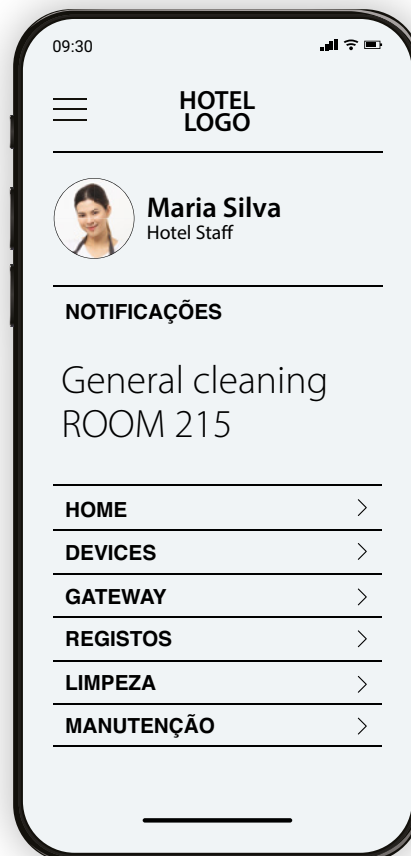 09:30
HOTEL
LOGO
Maria Silva
Hotel Staff
NOTIFICAÇÕES
General cleaning
ROOM 215
HOME
DEVICES
GATEWAY
REGISTOS
LIMPEZA
MANUTENÇÃO